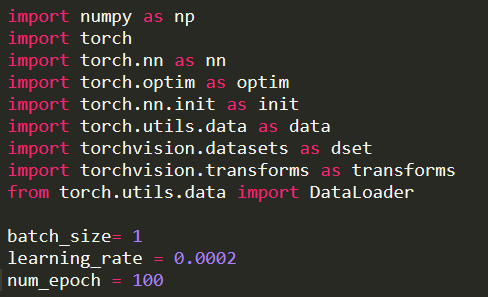 import numpy as np
import torch
import torch.nn as nn
import torch.optim as optim
import torch.nn.init as init
import torch.utils.data as data
import torchvision.datasets as dset
import torchvision.transforms as transforms
from torch.utils.data import DataLoader

batch_size= 1
learning_rate = 0.0002
num_epoch = 100